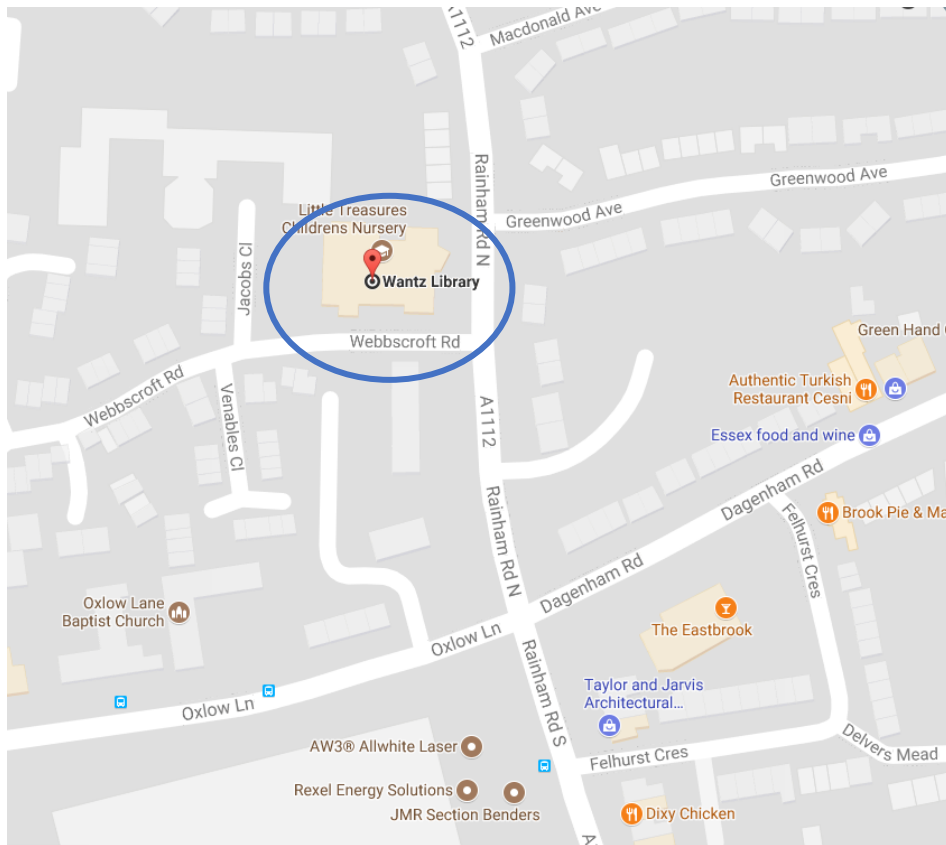 A1112
Macdonald Ave
Rainham Rd N
Greenwood Ave
Greenwood Ave
Little Treasures
Childrens Nursery
Wantz Library
Jacobs Cl
Webbscroft Rd
Green Hand
Webbscroft Rd
Venables Cl
A1112
Authentic Turkish
Restaurant Cesni
Essex food and wine
Dagenham Rd
Rainham Rd N
Felhurst Cres
Brook Pie & Ma
Dagenham Rd
Oxlow Lane
Baptist Church
The Eastbrook
Oxlow Ln
Rainham Rd S
Taylor and Jarvis
Architectural...
Oxlow Ln
AW3® Allwhite Laser
Felhurst Cres
Delvers Mead
Rexel Energy Solutions
JMR Section Benders
Dixy Chicken